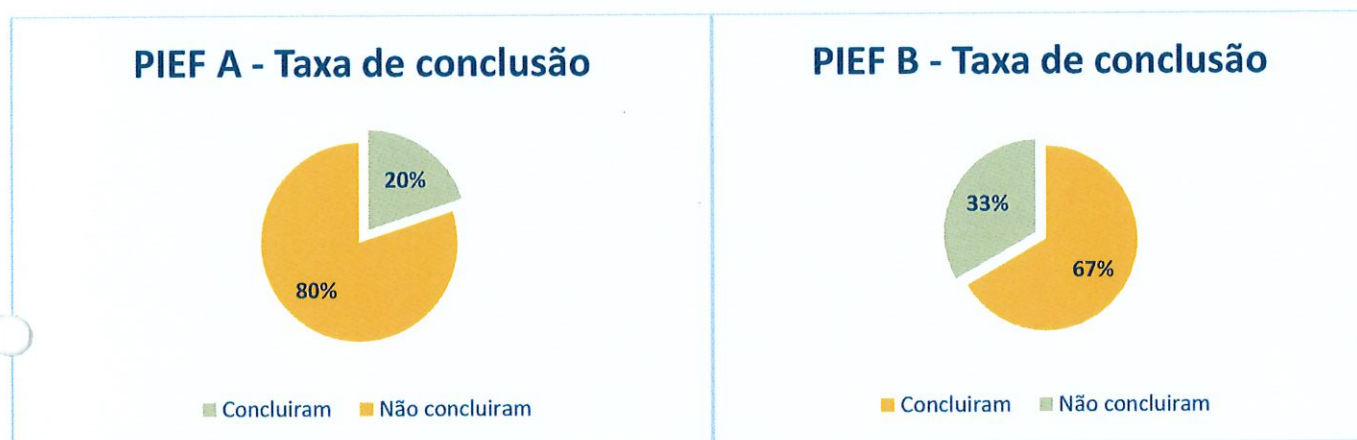 PIEF A - Taxa de conclusão
20%
80%
Concluiram Não concluiram
PIEF B - Taxa de conclusão
33%
67%
Concluiram Não concluiram